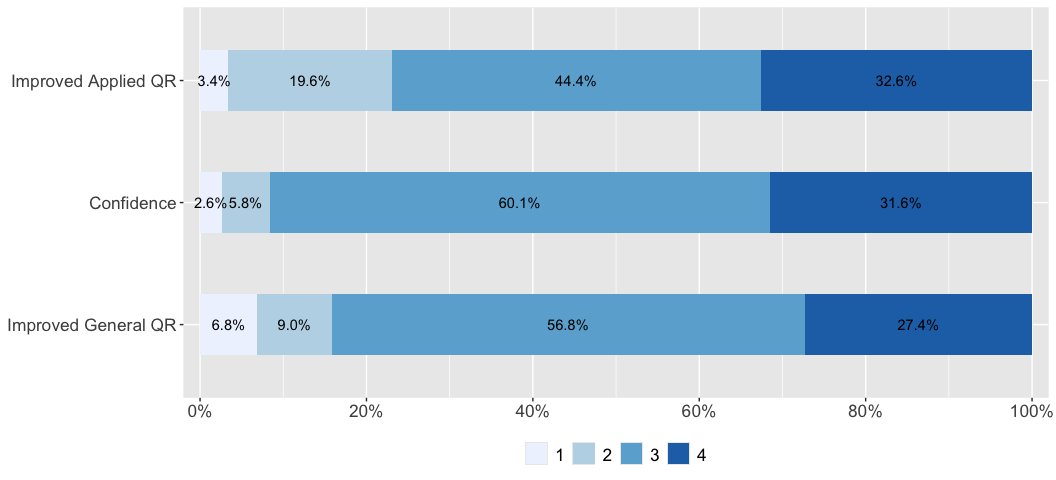 Improved Applied QR 3.4% 19.6% 44.4% 32.6%
Confidence 2.6% 5.8% 60.1% 31.6%
Improved General QR 6.8% 9.0% 56.8% 27.4%
0% 20% 40% 60% 80% 100%
1 2 3 4